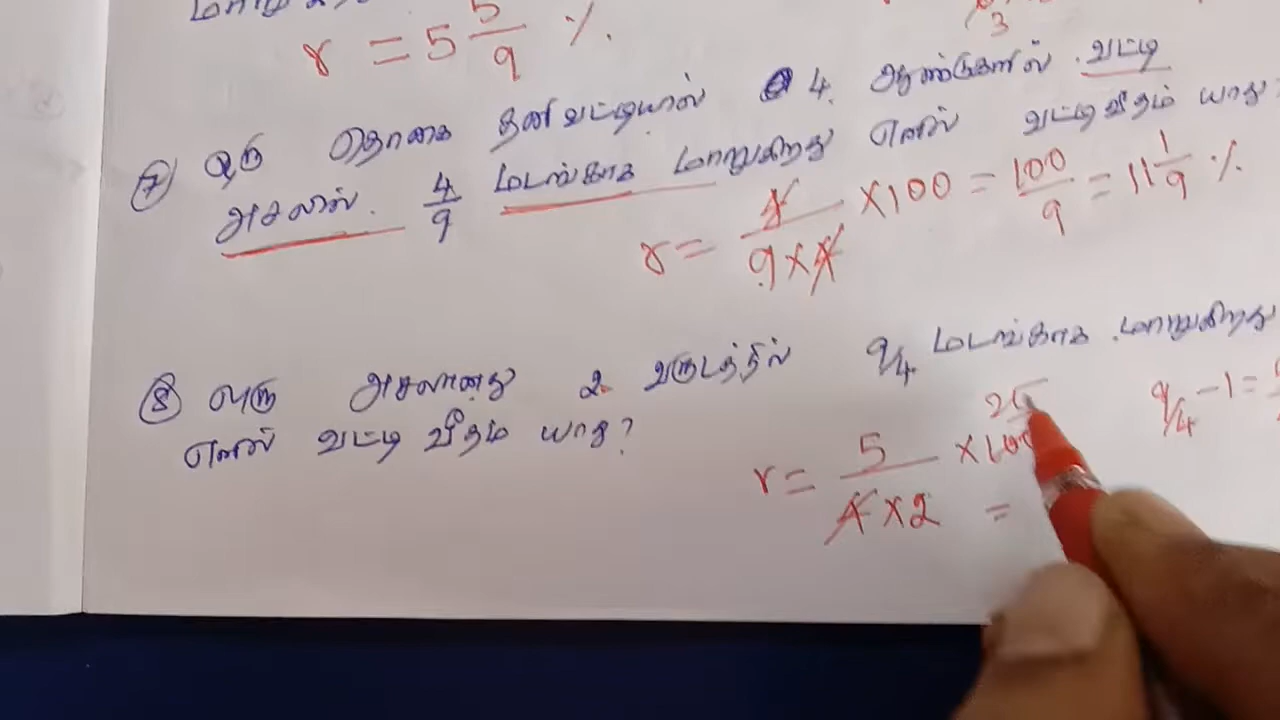 r = 5 5/9 %
⑦ ஒரு தொகை தனிவட்டியால் 4 ஆண்டுகளில் வட்டி
அசலில் 4/9 மடங்காக மாறுகிறது எனில் வட்டிவீதம் யாது?
r = 4/(9×4) ×100 = 100/9 = 11 1/9 %
⑧ ஒரு அசலானது 2 வருடத்தில் 9/4 மடங்காக மாறுகிறது
எனில் வட்டி வீதம் யாது?
r = 5/(4×2) ×100 =
25
9/4 -1 =